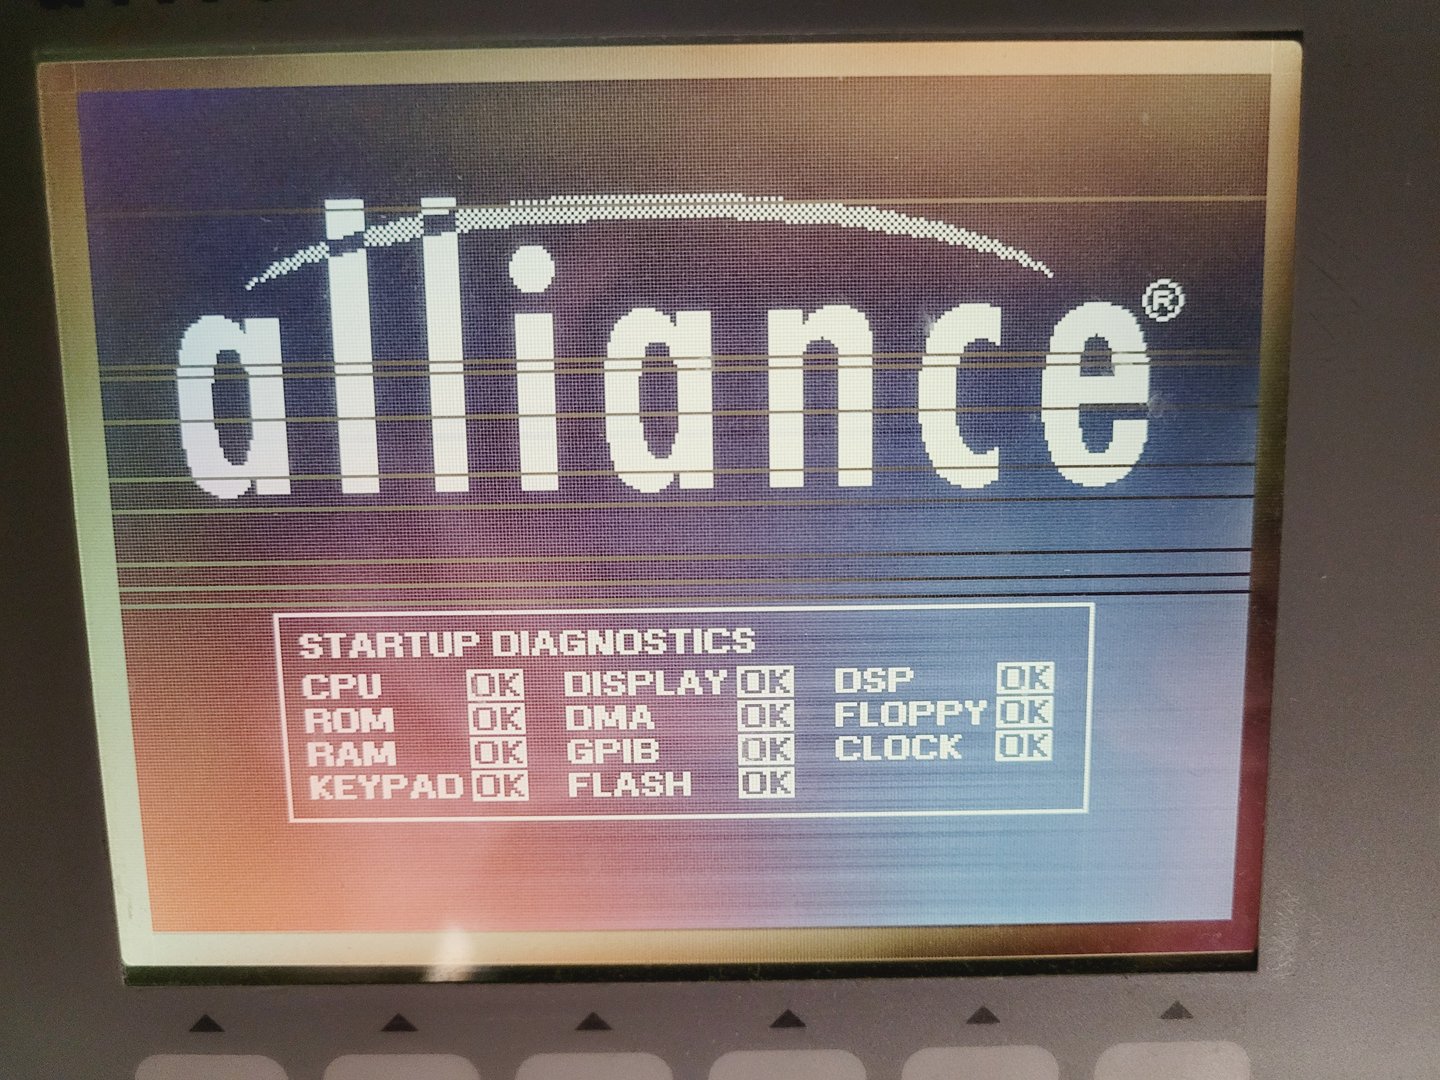 alliance®
STARTUP DIAGNOSTICS
CPU OK DISPLAY OK DSP OK
ROM OK DMA OK FLOPPY OK
RAM OK GPIB OK CLOCK OK
KEYPAD OK FLASH OK